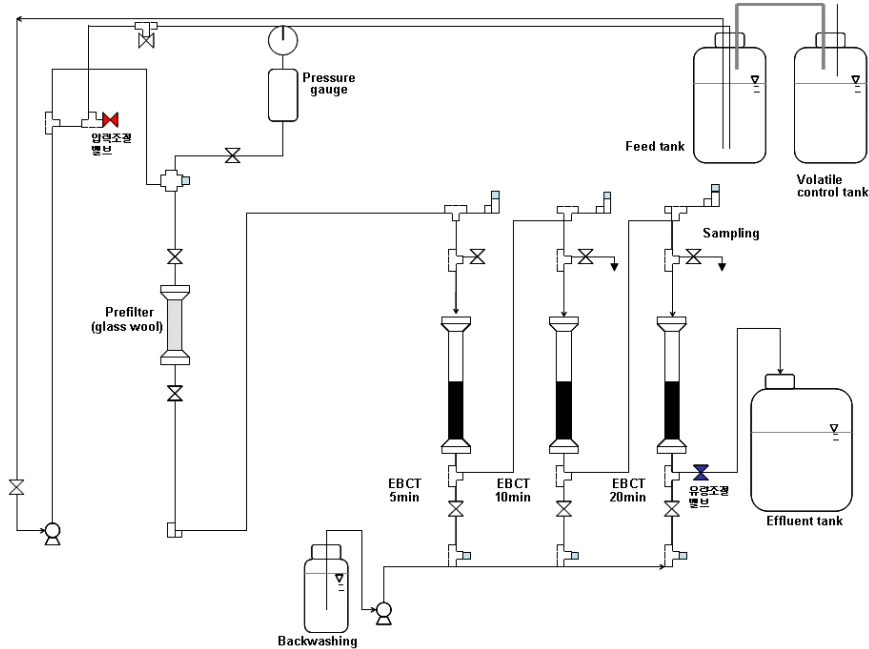 Pressure
gauge
압력조절
밸브
Feed tank
Volatile
control tank
Sampling
Prefilter
(glass wool)
EBCT
5min
EBCT
10min
EBCT
20min
유량조절
밸브
Effluent tank
Backwashing